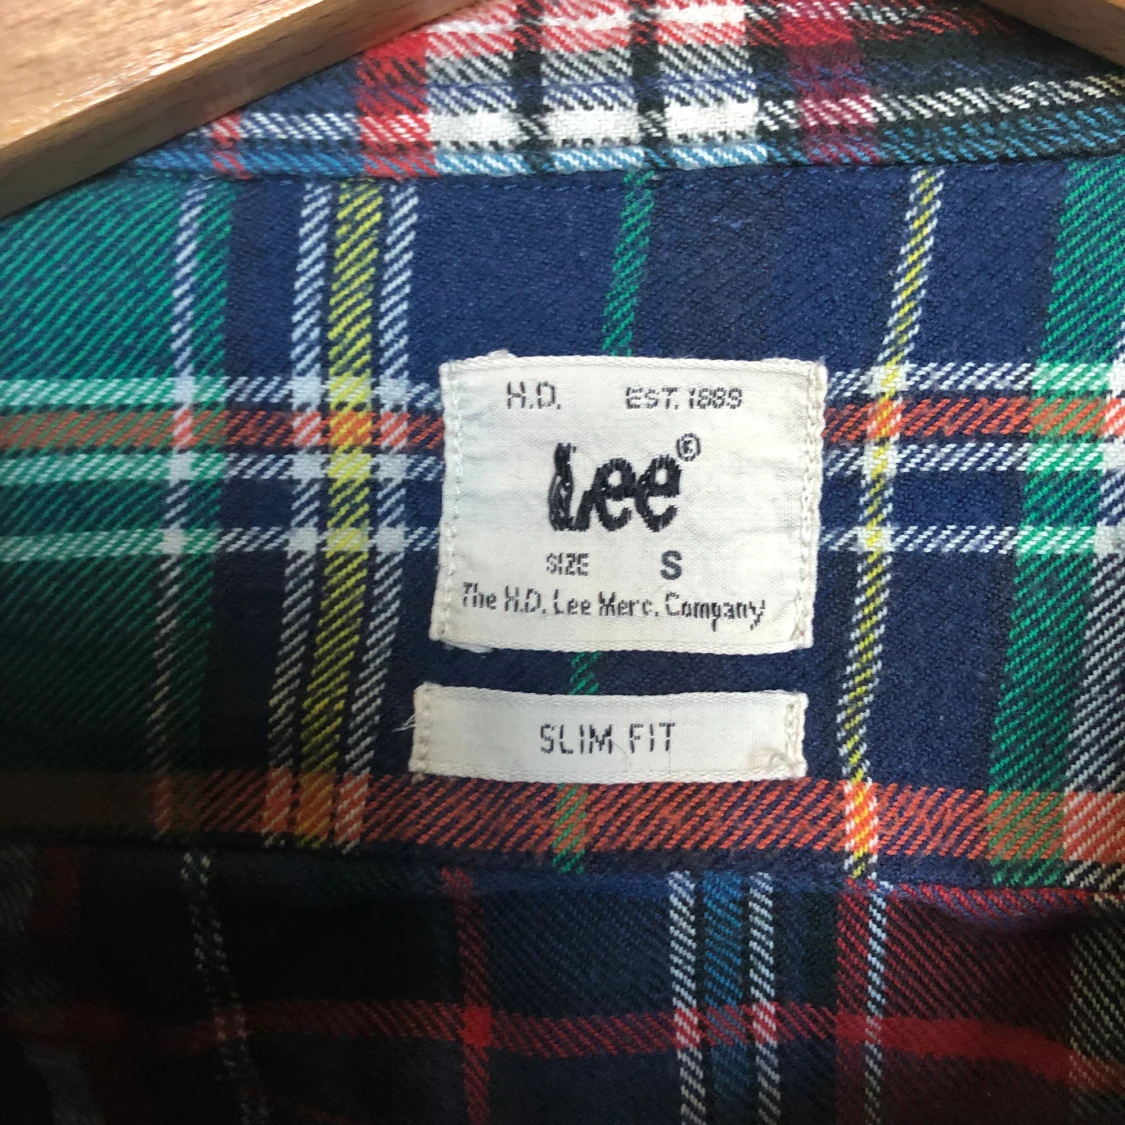 H.D. EST. 1889
Lee®
SIZE S
The H.D. Lee Merc. Company
SLIM FIT